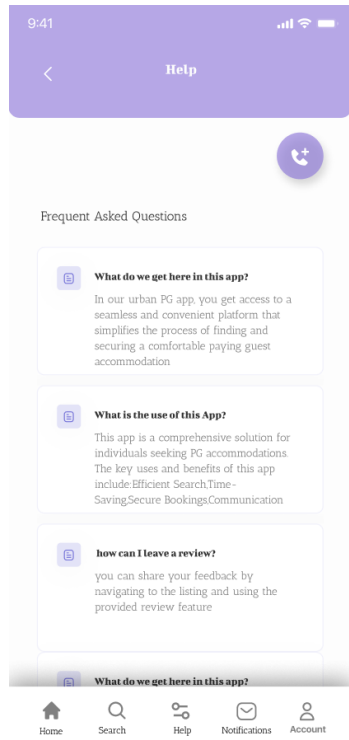 9:41
Help
Frequent Asked Questions
What do we get here in this app?
In our urban PG app, you get access to a
seamless and convenient platform that
simplifies the process of finding and
securing a comfortable paying guest
accommodation
What is the use of this App?
This app is a comprehensive solution for
individuals seeking PG accommodations.
The key uses and benefits of this app
include:Efficient Search,Time-
Saving,Secure Bookings,Communication
how can I leave a review?
you can share your feedback by
navigating to the listing and using the
provided review feature
What do we get here in this app?
Home
Search
Help
Notifications
Account